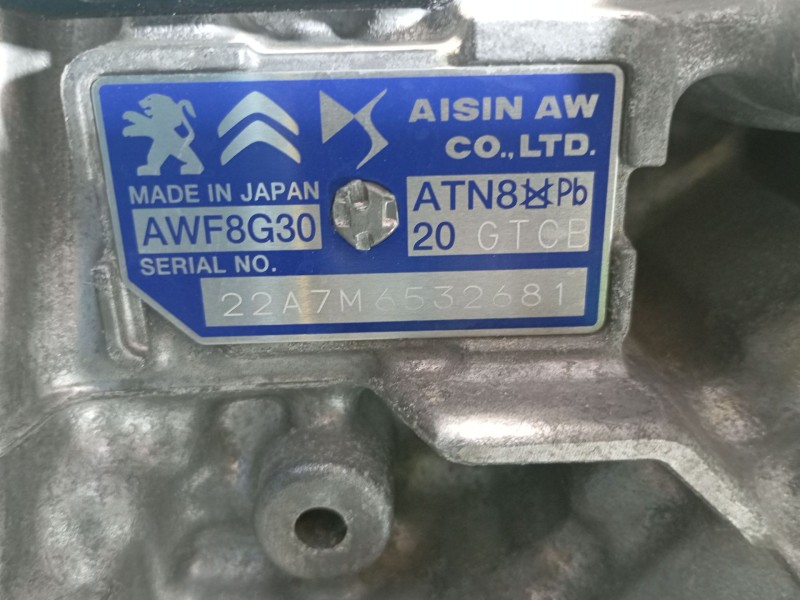 AISIN AW
CO., LTD.
MADE IN JAPAN
ATN8 Pb
AWF8G30
20 GTCB
SERIAL NO.
22A7M6532681